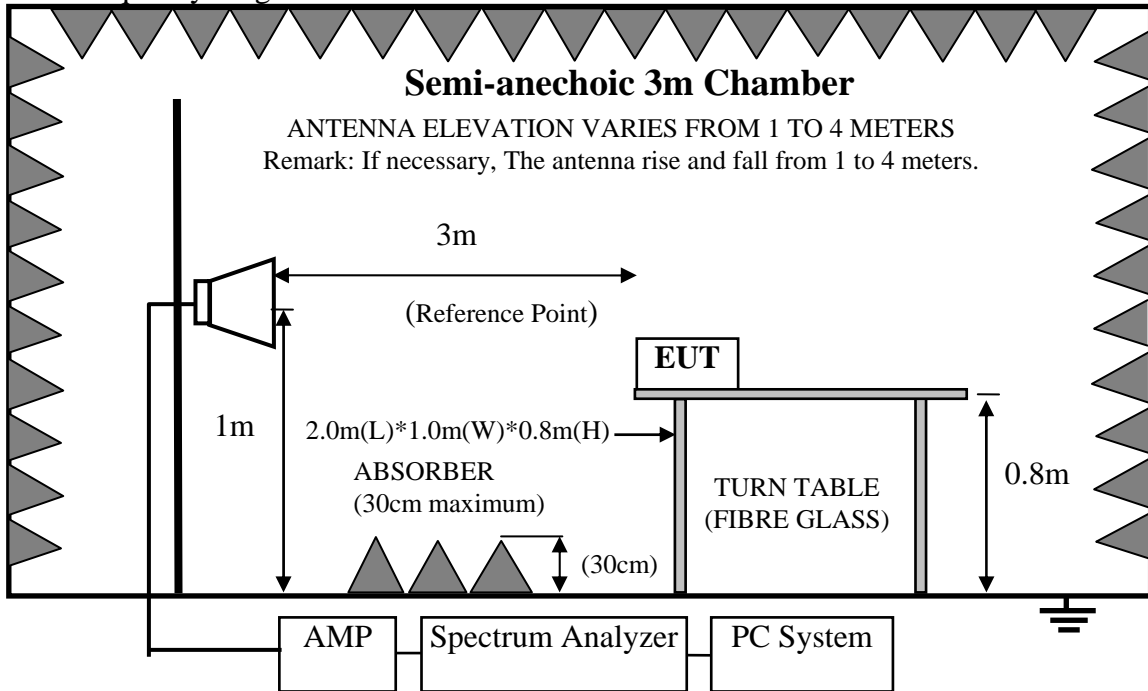 Semi-anechoic 3m Chamber
ANTENNA ELEVATION VARIES FROM 1 TO 4 METERS
Remark: If necessary, The antenna rise and fall from 1 to 4 meters.
3m
(Reference Point)
EUT
1m
2.0m(L)*1.0m(W)*0.8m(H)
ABSORBER
(30cm maximum)
TURN TABLE
(FIBRE GLASS)
0.8m
(30cm)
AMP
Spectrum Analyzer
PC System